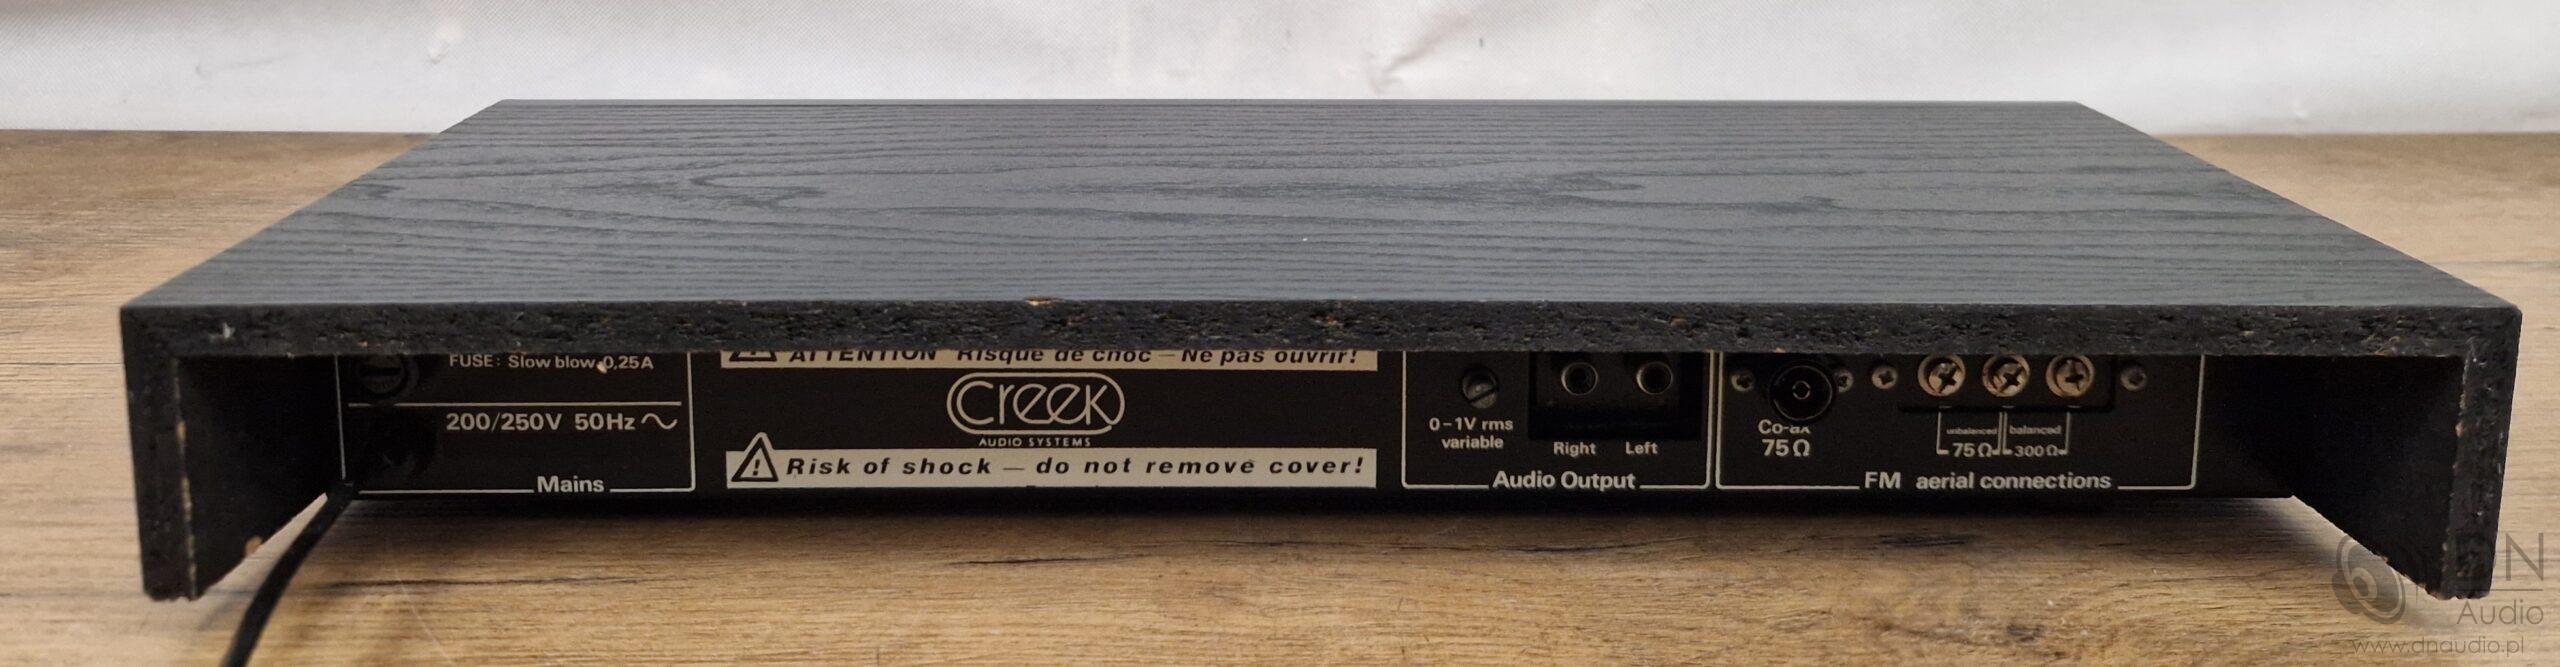 FUSE: Slow blow 0,25A
200/250V 50Hz
Mains
ATTENTION Risque de choc – Ne pas ouvrir!
Creek
AUDIO SYSTEMS
Risk of shock – do not remove cover!
0–1V rms
variable
Right Left
Audio Output
Co-ax
75Ω
unbalanced balanced
75Ω 300Ω
FM aerial connections
DN
Audio
www.dnaudio.pl